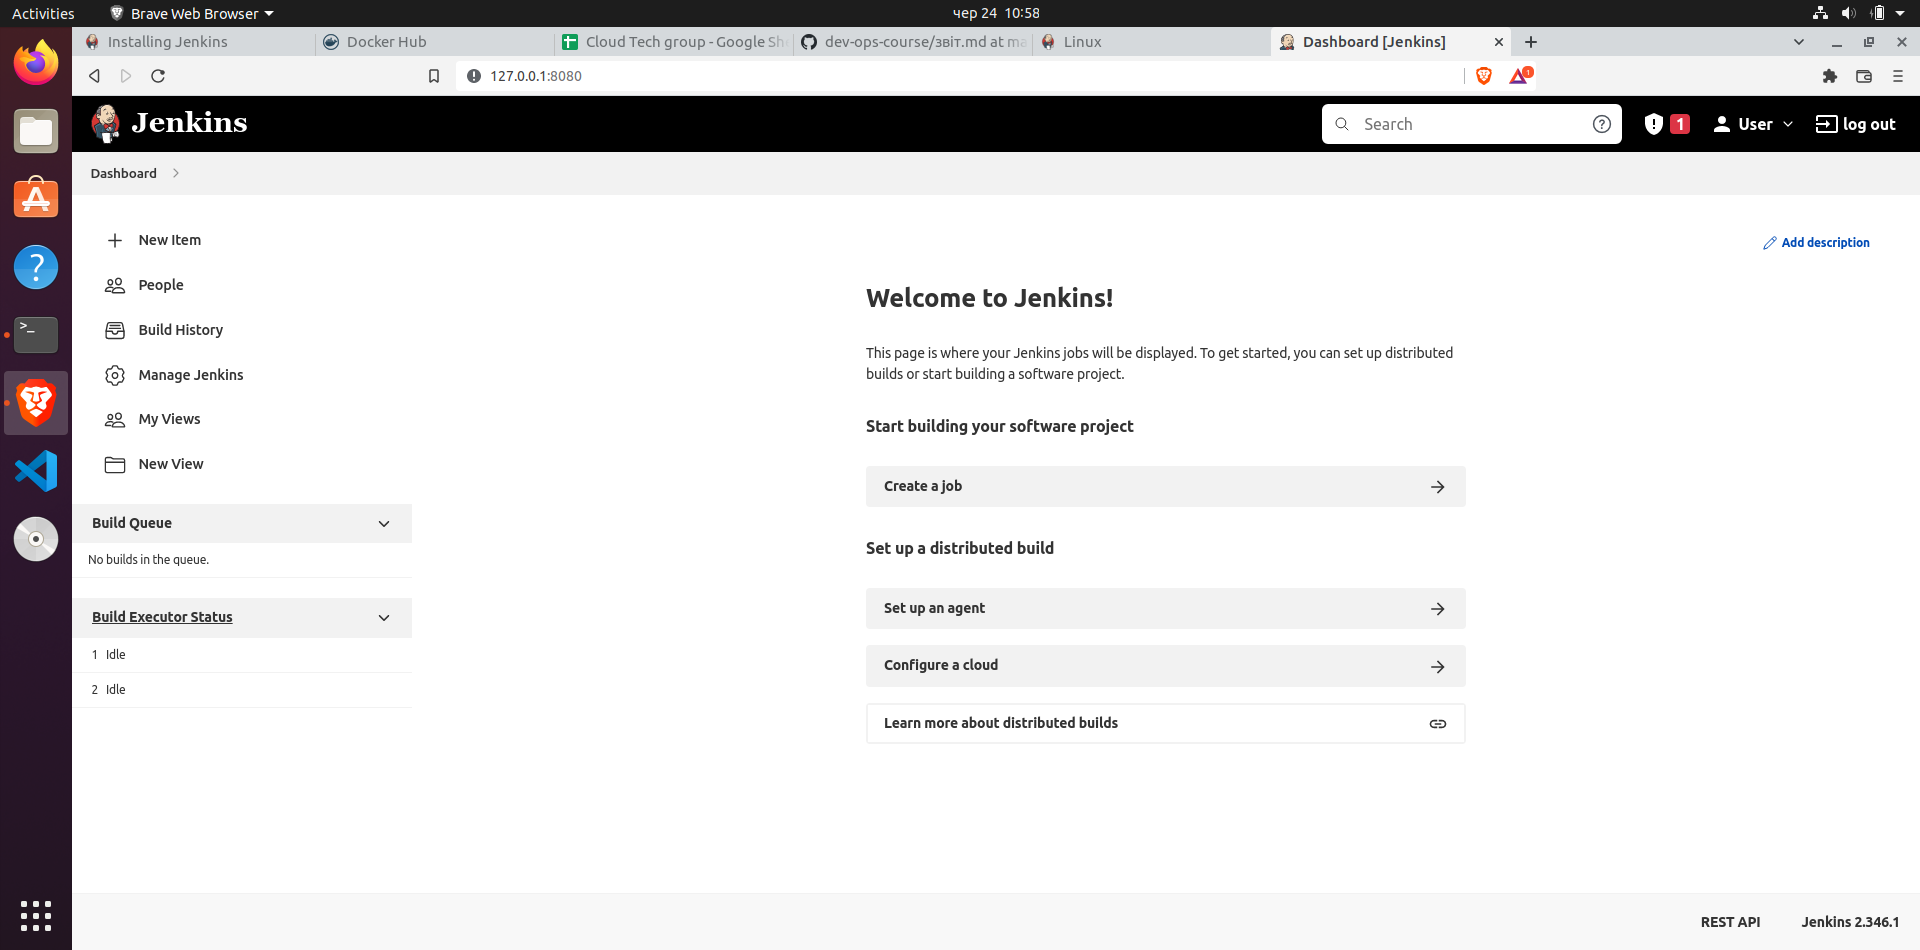 Activities
Brave Web Browser
чер 24 10:58
Installing Jenkins
Docker Hub
Cloud Tech group - Google She
dev-ops-course/звіт.md at ma
Linux
Dashboard [Jenkins]
127.0.0.1:8080
1
Jenkins
Search
1
User
log out
Dashboard
New Item
People
Build History
Manage Jenkins
My Views
New View
Build Queue
No builds in the queue.
Build Executor Status
1 Idle
2 Idle
Add description
Welcome to Jenkins!
This page is where your Jenkins jobs will be displayed. To get started, you can set up distributed
builds or start building a software project.
Start building your software project
Create a job
Set up a distributed build
Set up an agent
Configure a cloud
Learn more about distributed builds
REST API
Jenkins 2.346.1